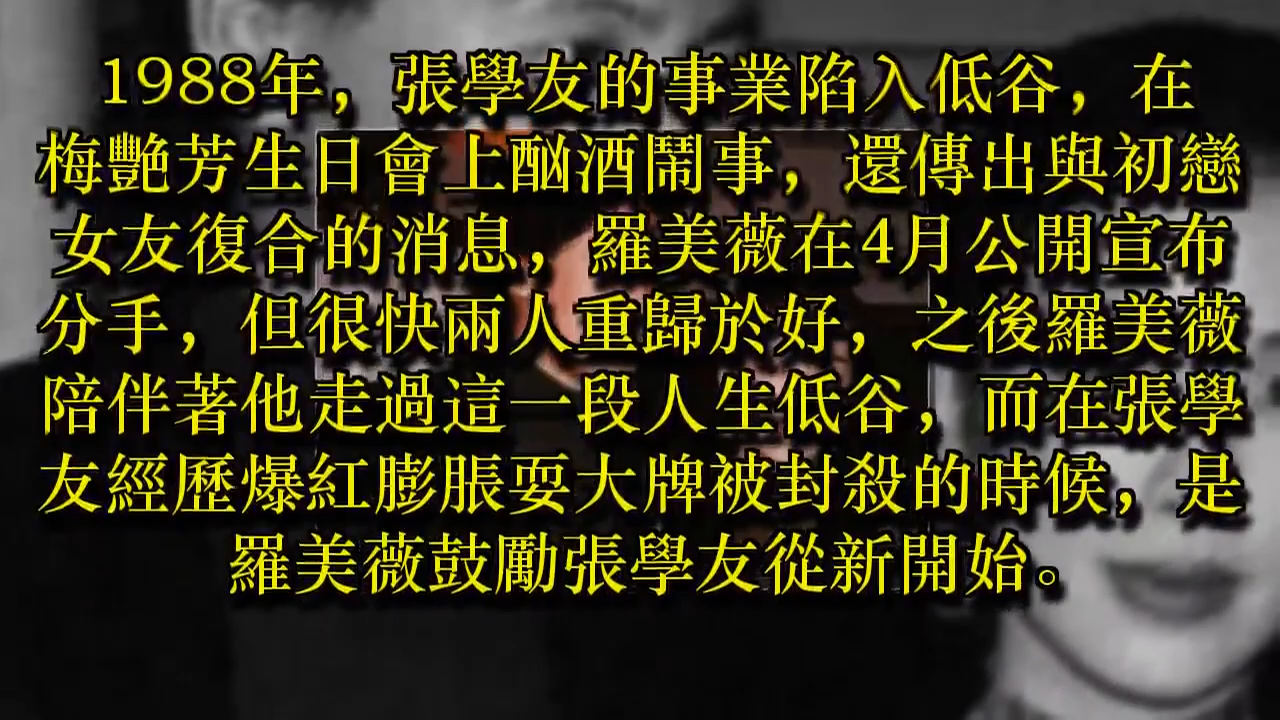 1988年，張學友的事業陷入低谷，在
梅艷芳生日會上酗酒鬧事，還傳出與初戀
女友復合的消息，羅美薇在4月公開宣布
分手，但很快兩人重歸於好，之後羅美薇
陪伴著他走過這一段人生低谷，而在張學
友經歷爆紅膨脹耍大牌被封殺的時候，是
羅美薇鼓勵張學友從新開始。